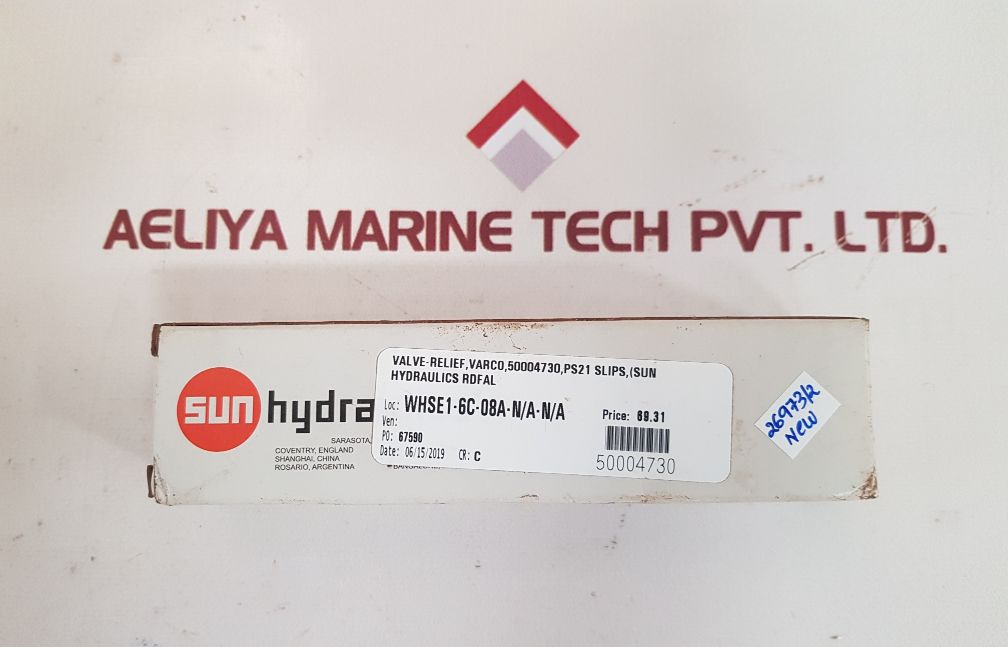 AELIYA MARINE TECH PVT. LTD.
sun hydra
SARASOTA,
COVENTRY, ENGLAND
SHANGHAI, CHINA
ROSARIO, ARGENTINA
VALVE-RELIEF,VARCO,50004730,PS21 SLIPS,(SUN
HYDRAULICS RDFAL
Loc: WHSE1-6C-08A-N/A-N/A
Ven:
PO: 67590
Date: 06/15/2019 CR: C
Price: 69.31
50004730
26973/2
New